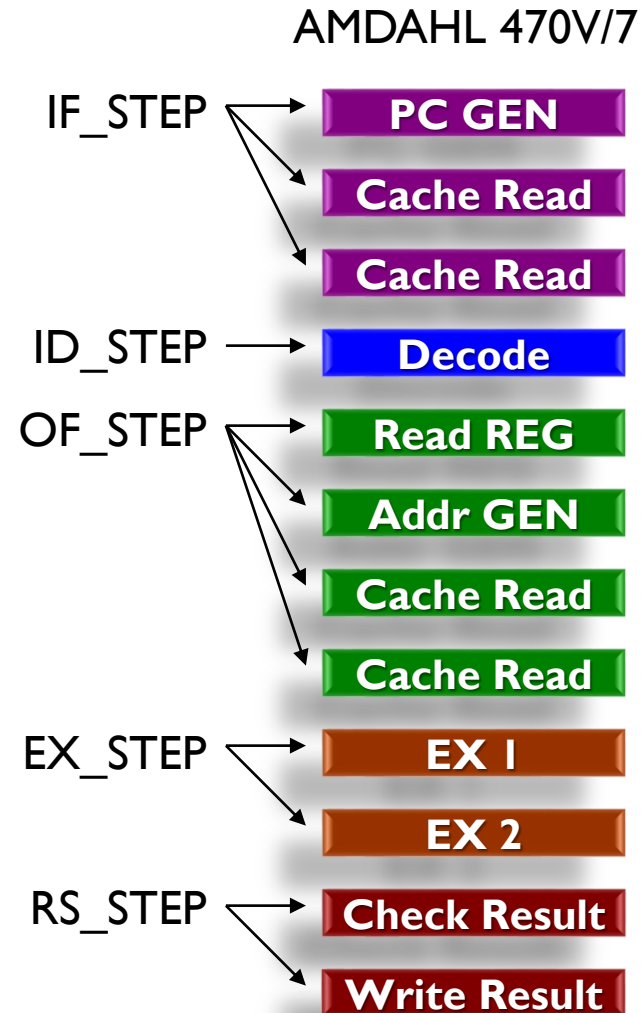 AMDAHL 470V/7
IF_STEP PC GEN
Cache Read
Cache Read
ID_STEP Decode
OF_STEP Read REG
Addr GEN
Cache Read
Cache Read
EX_STEP EX 1
EX 2
RS_STEP Check Result
Write Result